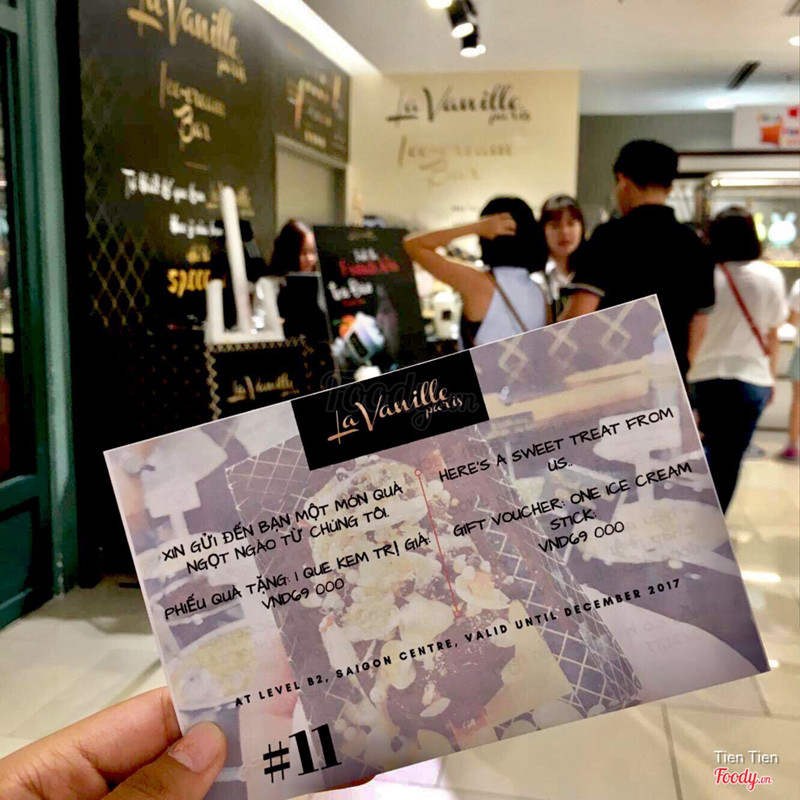 La Vanille
paris
Ice-cream
Bar
La Vanille
paris
Ice-cream
Bar
La Vanille
La Vanille
paris
Foody.vn
XIN GỬI ĐẾN BẠN MỘT MÓN QUÀ
NGỌT NGÀO TỪ CHÚNG TÔI.
PHIẾU QUÀ TẶNG: 1 QUE KEM TRỊ GIÁ:
VND69 000
HERE'S A SWEET TREAT FROM
US..
GIFT VOUCHER: ONE ICE CREAM
STICK:
VND69 000
AT LEVEL B2, SAIGON CENTRE, VALID UNTIL DECEMBER 2017
#11
Tien Tien
Foody.vn